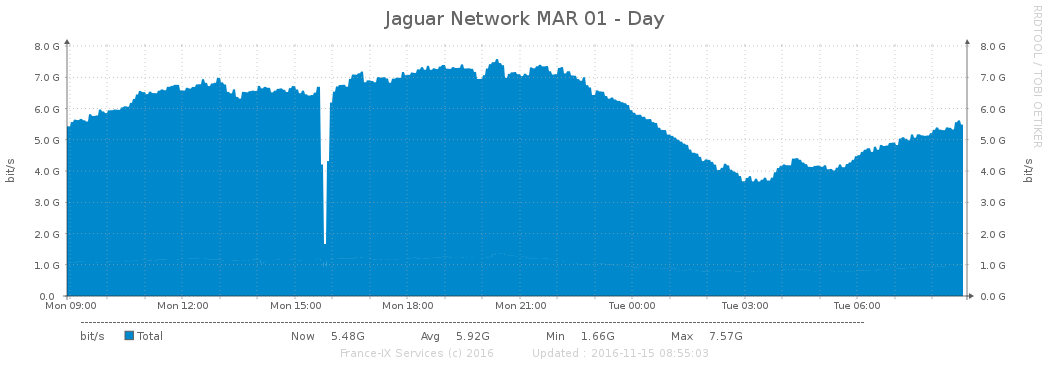 Jaguar Network MAR 01 - Day
RRDTOOL / TOBI OETIKER
8.0 G 8.0 G
7.0 G 7.0 G
6.0 G 6.0 G
5.0 G 5.0 G
4.0 G 4.0 G
3.0 G 3.0 G
2.0 G 2.0 G
1.0 G 1.0 G
0.0 0.0 G
bit/s
bit/s
Mon 09:00 Mon 12:00 Mon 15:00 Mon 18:00 Mon 21:00 Tue 00:00 Tue 03:00 Tue 06:00
bit/s Total Now 5.48G Avg 5.92G Min 1.66G Max 7.57G
France-IX Services (c) 2016 Updated : 2016-11-15 08:55:03